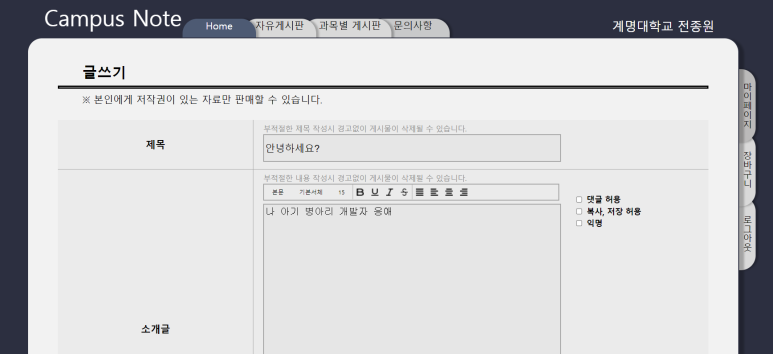 Campus Note
Home
자유게시판
과목별 게시판
문의사항
계명대학교 전종원
글쓰기
※ 본인에게 저작권이 있는 자료만 판매할 수 있습니다.
제목
부적절한 제목 작성시 경고없이 게시물이 삭제될 수 있습니다.
안녕하세요?
부적절한 내용 작성시 경고없이 게시물이 삭제될 수 있습니다.
본문 기본서체 15 B U I S
나 아기 병아리 개발자 응애
댓글 허용
복사, 저장 허용
익명
소개글
마이페이지
장바구니
로그아웃